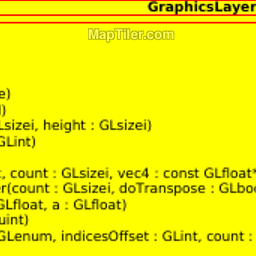 GraphicsLayer
MapTiler.com
e)
)
Lsizei, height : GLsizei)
GLint)
, count : GLsizei, vec4 : const GLfloat*
er(count : GLsizei, doTranspose : GLboo
GLfloat, a : GLfloat)
uint)
GLenum, indicesOffset : GLint, count :